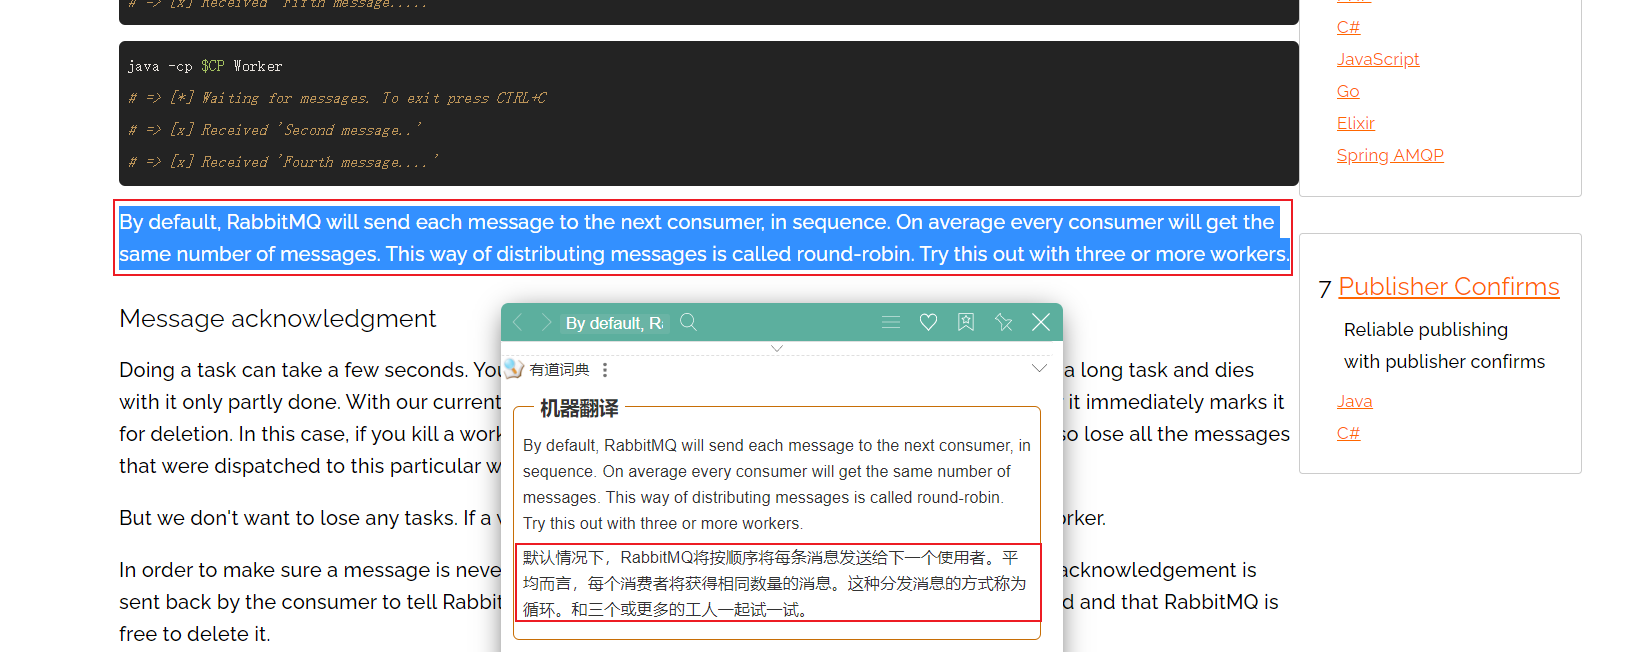 # => [x] Received 'Fifth message.....'
java -cp $CP Worker
# => [*] Waiting for messages. To exit press CTRL+C
# => [x] Received 'Second message..'
# => [x] Received 'Fourth message....'
By default, RabbitMQ will send each message to the next consumer, in sequence. On average every consumer will get the
same number of messages. This way of distributing messages is called round-robin. Try this out with three or more workers.
Message acknowledgment
Doing a task can take a few seconds. You
a long task and dies
with it only partly done. With our current
it immediately marks it
for deletion. In this case, if you kill a work
so lose all the messages
that were dispatched to this particular w
But we don't want to lose any tasks. If a w
orker.
In order to make sure a message is neve
acknowledgement is
sent back by the consumer to tell Rabbit
d and that RabbitMQ is
free to delete it.
By default, Ra
有道词典
机器翻译
By default, RabbitMQ will send each message to the next consumer, in
sequence. On average every consumer will get the same number of
messages. This way of distributing messages is called round-robin.
Try this out with three or more workers.
默认情况下，RabbitMQ将按顺序将每条消息发送给下一个使用者。平
均而言，每个消费者将获得相同数量的消息。这种分发消息的方式称为
循环。和三个或更多的工人一起试一试。
C#
JavaScript
Go
Elixir
Spring AMQP
7 Publisher Confirms
Reliable publishing
with publisher confirms
Java
C#